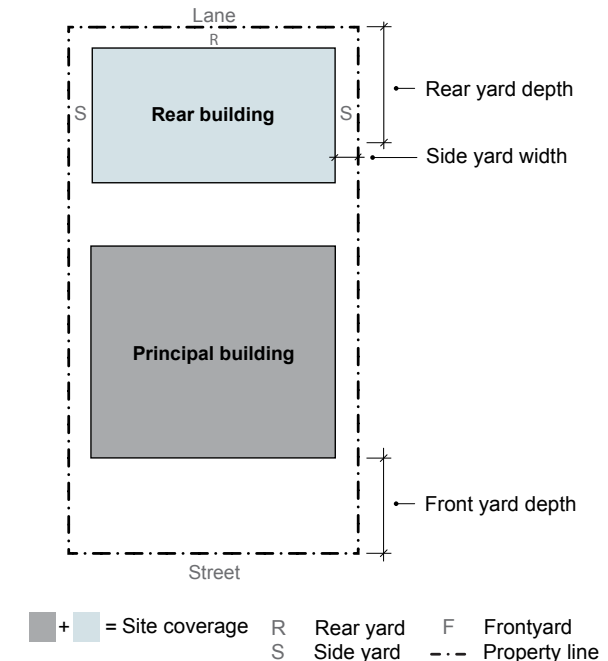 Lane
R
Rear yard depth
S
Rear building
S
Side yard width
Principal building
Front yard depth
Street
+ = Site coverage
R Rear yard
F Frontyard
S Side yard
Property line